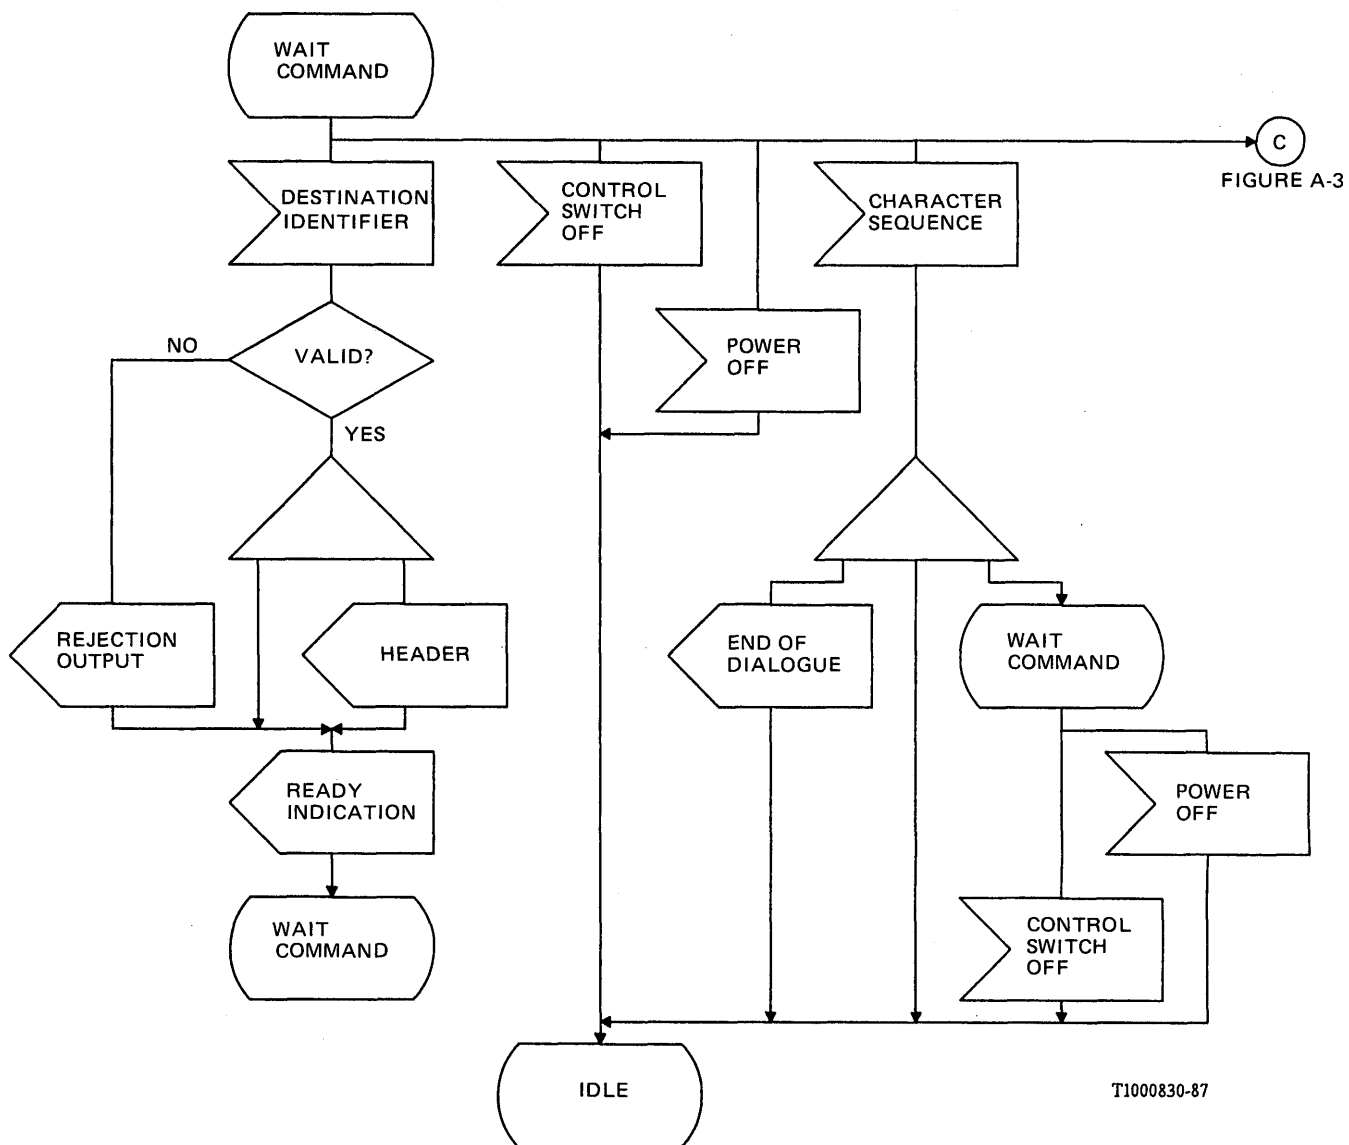 WAIT
COMMAND
C
FIGURE A-3
DESTINATION
IDENTIFIER
CONTROL
SWITCH
OFF
CHARACTER
SEQUENCE
POWER
OFF
NO
VALID?
YES
REJECTION
OUTPUT
HEADER
END OF
DIALOGUE
WAIT
COMMAND
READY
INDICATION
POWER
OFF
WAIT
COMMAND
CONTROL
SWITCH
OFF
IDLE
T1000830-87